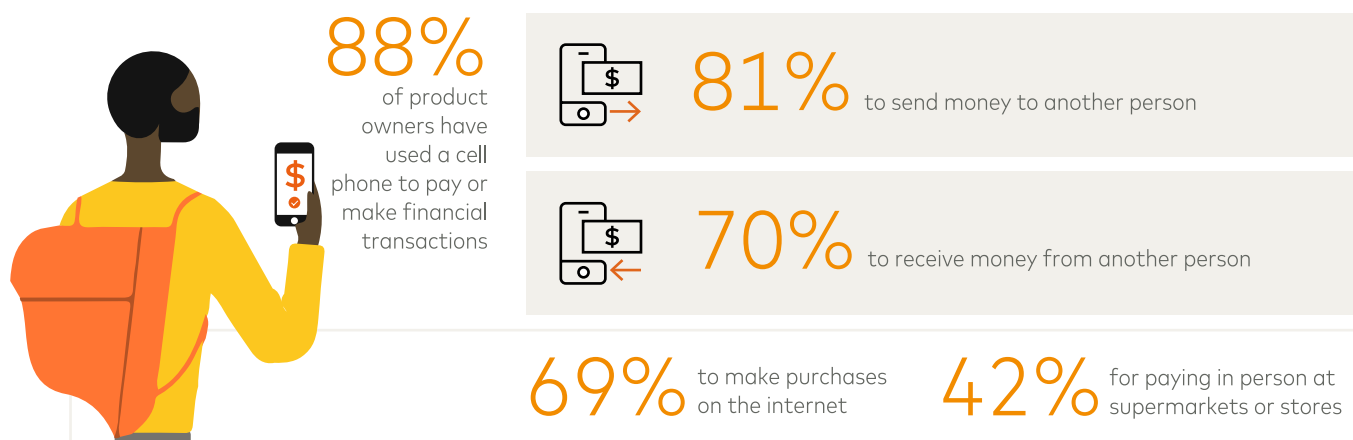 88%
of product
owners have
used a cell
phone to pay or
make financial
transactions
$
$
81% to send money to another person
$
70% to receive money from another person
69% to make purchases
on the internet
42% for paying in person at
supermarkets or stores